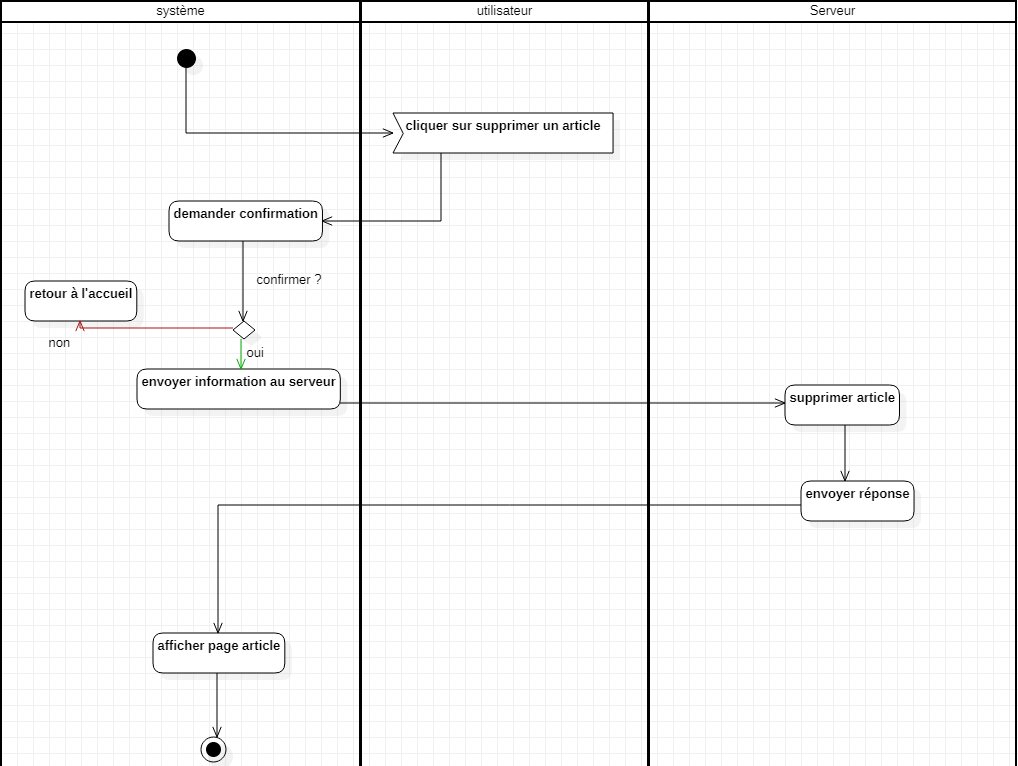 système
utilisateur
Serveur
cliquer sur supprimer un article
demander confirmation
confirmer ?
retour à l'accueil
non
oui
envoyer information au serveur
supprimer article
envoyer réponse
afficher page article